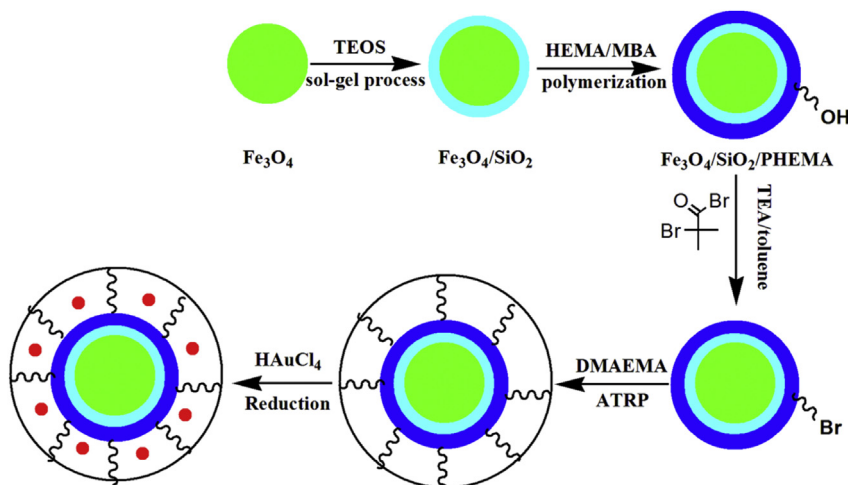 TEOS
sol-gel process
HEMA/MBA
polymerization
OH
Fe₃O₄
Fe₃O₄/SiO₂
Fe₃O₄/SiO₂/PHEMA
O
Br
Br
TEA/toluene
HAuCl₄
Reduction
DMAEMA
ATRP
Br